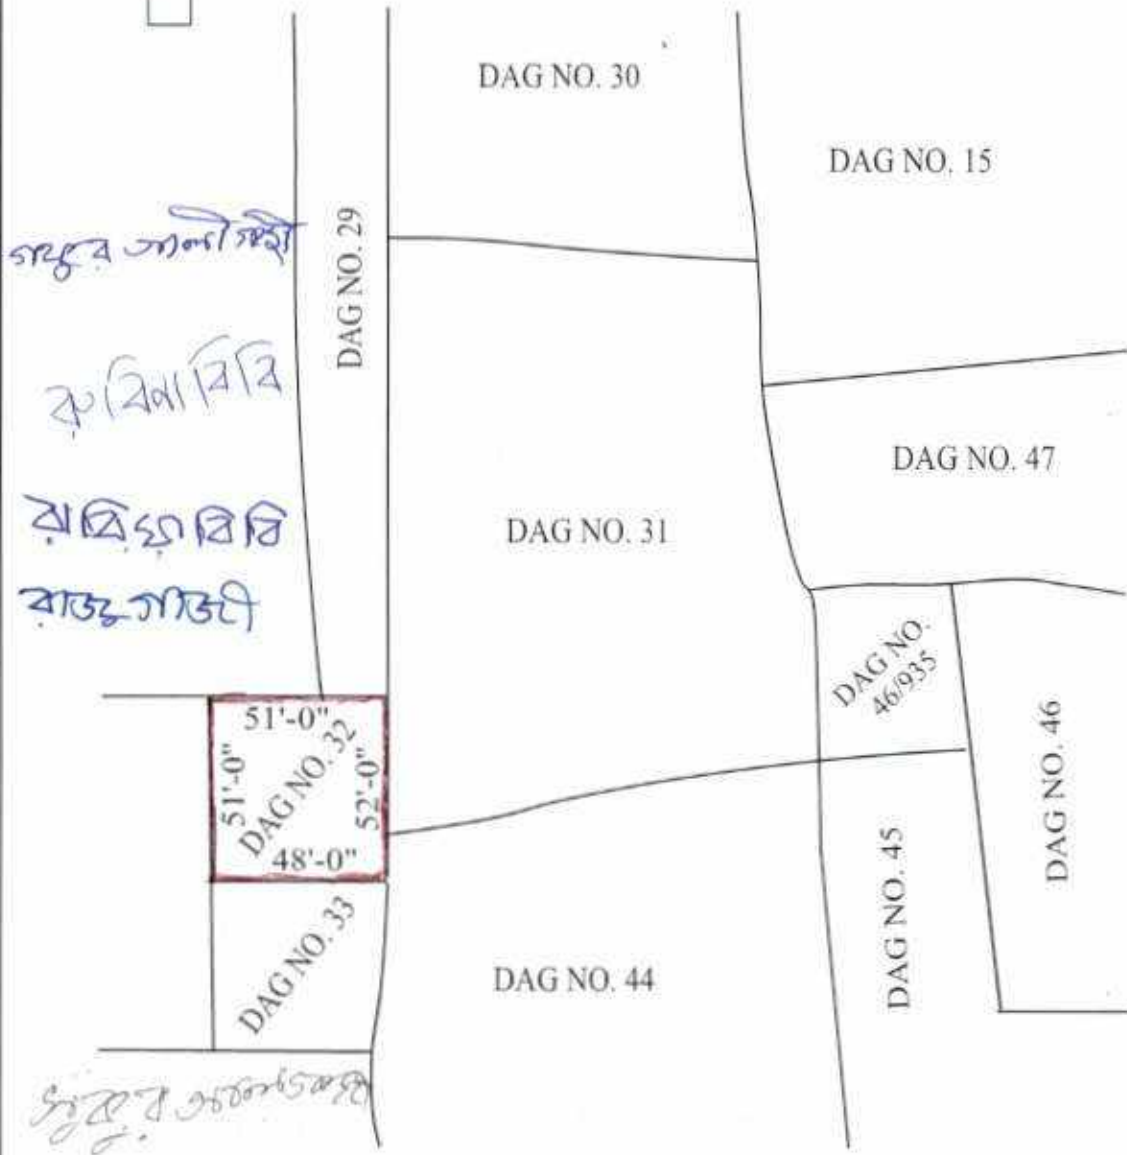 DAG NO. 30
DAG NO. 15
DAG NO. 29
রুবিনা বিবি
DAG NO. 47
রাবিয়া বিবি
DAG NO. 31
রাজু গাজী
DAG NO.
46/935
51'-0"
51'-0"
DAG NO. 32
52'-0"
48'-0"
DAG NO. 46
DAG NO. 45
DAG NO. 33
DAG NO. 44